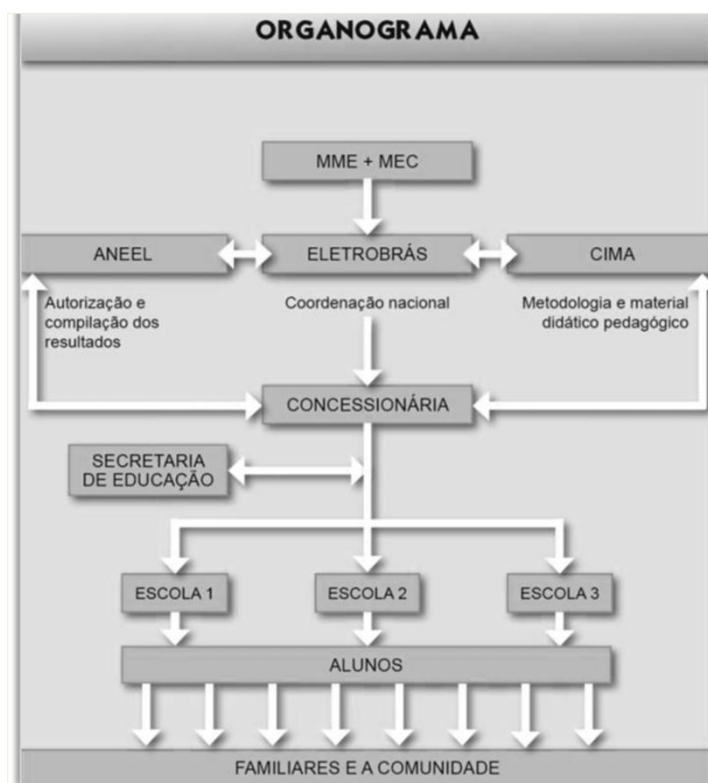 ORGANOGRAMA
MME + MEC
ANEEL
ELETROBRÁS
CIMA
Autorização e
compilação dos
resultados
Coordenação nacional
Metodologia e material
didático pedagógico
CONCESSIONÁRIA
SECRETARIA
DE EDUCAÇÃO
ESCOLA 1
ESCOLA 2
ESCOLA 3
ALUNOS
FAMILIARES E A COMUNIDADE